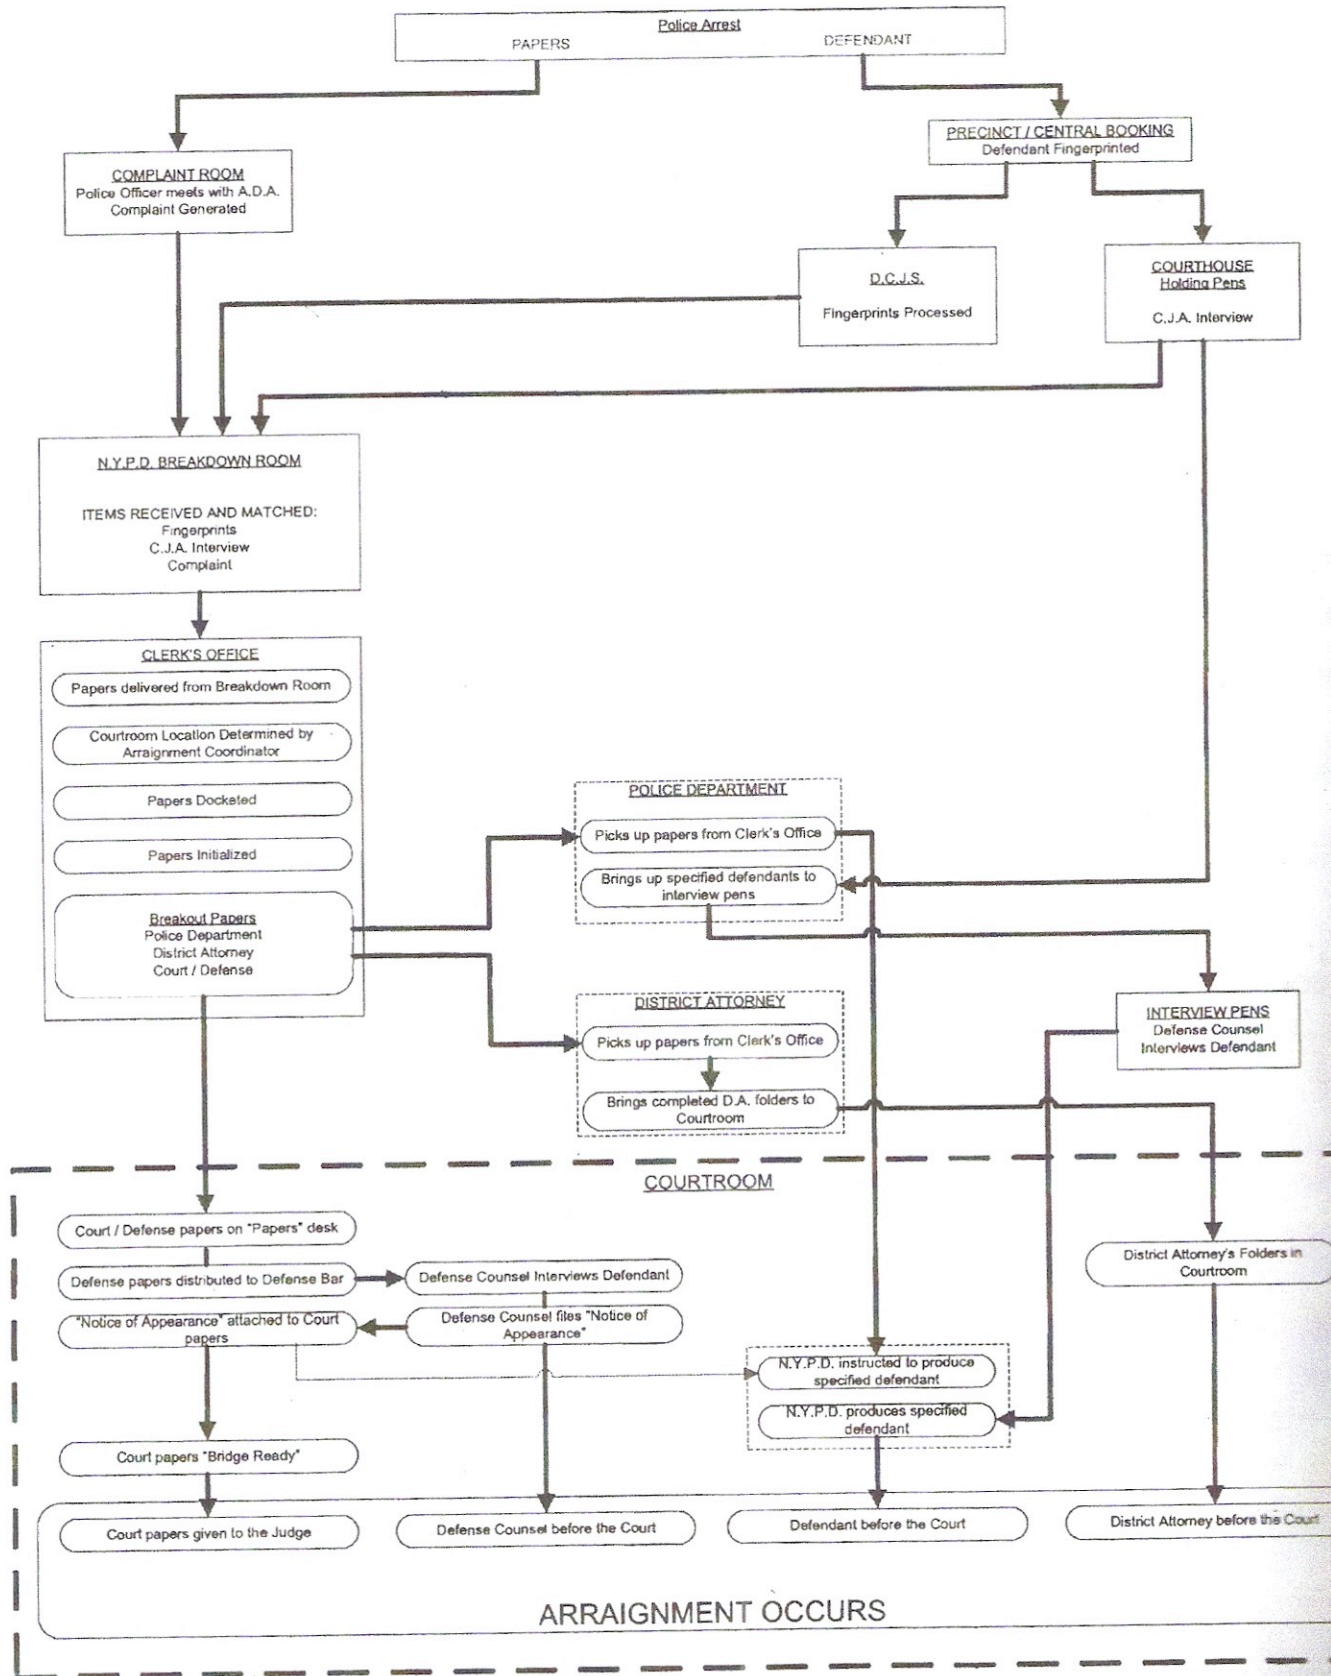 Police Arrest
PAPERS
DEFENDANT
PRECINCT / CENTRAL BOOKING
Defendant Fingerprinted
COMPLAINT ROOM
Police Officer meets with A.D.A.
Complaint Generated
D.C.J.S.
Fingerprints Processed
COURTHOUSE
Holding Pens
C.J.A. Interview
N.Y.P.D. BREAKDOWN ROOM
ITEMS RECEIVED AND MATCHED:
Fingerprints
C.J.A. Interview
Complaint
CLERK'S OFFICE
Papers delivered from Breakdown Room
Courtroom Location Determined by
Arraignment Coordinator
Papers Docketed
Papers Initialized
Breakout Papers
Police Department
District Attorney
Court / Defense
POLICE DEPARTMENT
Picks up papers from Clerk's Office
Brings up specified defendants to
interview pens
DISTRICT ATTORNEY
Picks up papers from Clerk's Office
Brings completed D.A. folders to
Courtroom
INTERVIEW PENS
Defense Counsel
Interviews Defendant
COURTROOM
Court / Defense papers on "Papers" desk
Defense papers distributed to Defense Bar
Defense Counsel Interviews Defendant
"Notice of Appearance" attached to Court
papers
Defense Counsel files "Notice of
Appearance"
District Attorney's Folders in
Courtroom
N.Y.P.D. instructed to produce
specified defendant
N.Y.P.D. produces specified
defendant
Court papers "Bridge Ready"
Court papers given to the Judge
Defense Counsel before the Court
Defendant before the Court
District Attorney before the Court
ARRAIGNMENT OCCURS